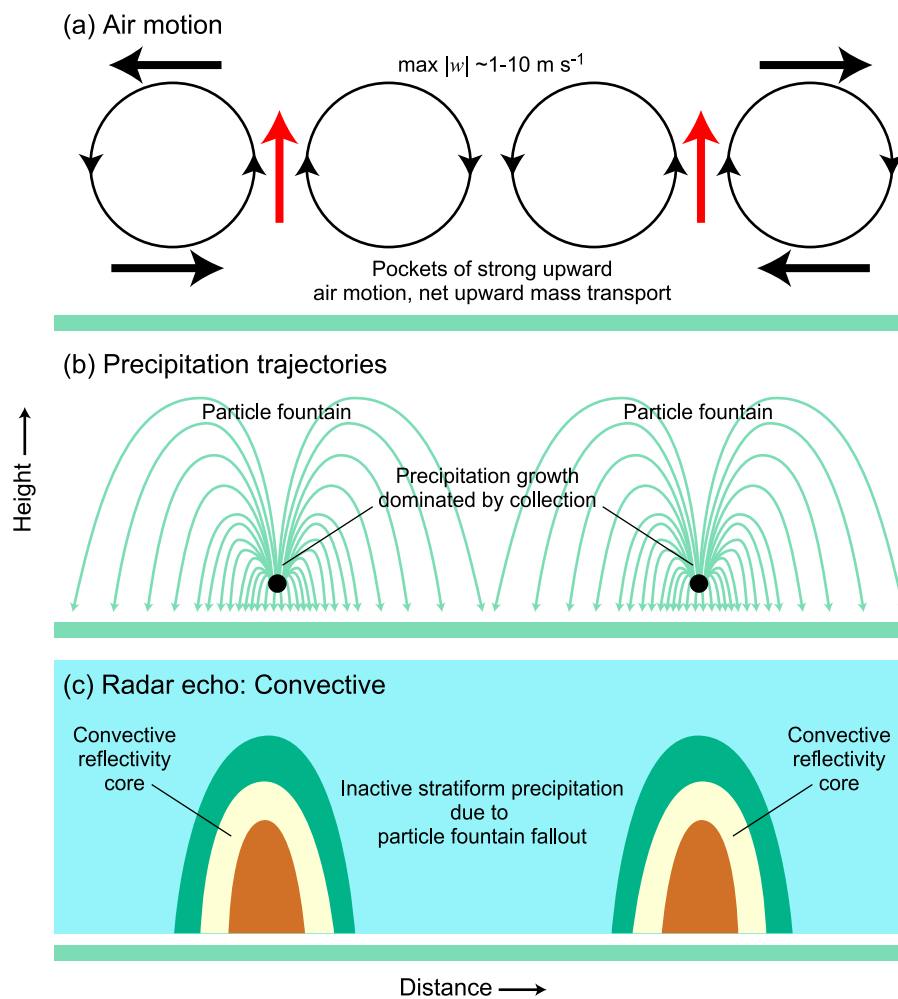 (a) Air motion
max |w| ~1-10 m s⁻¹
Pockets of strong upward
air motion, net upward mass transport
(b) Precipitation trajectories
Particle fountain
Particle fountain
Precipitation growth
dominated by collection
Height
(c) Radar echo: Convective
Convective
reflectivity
core
Inactive stratiform precipitation
due to
particle fountain fallout
Convective
reflectivity
core
Distance